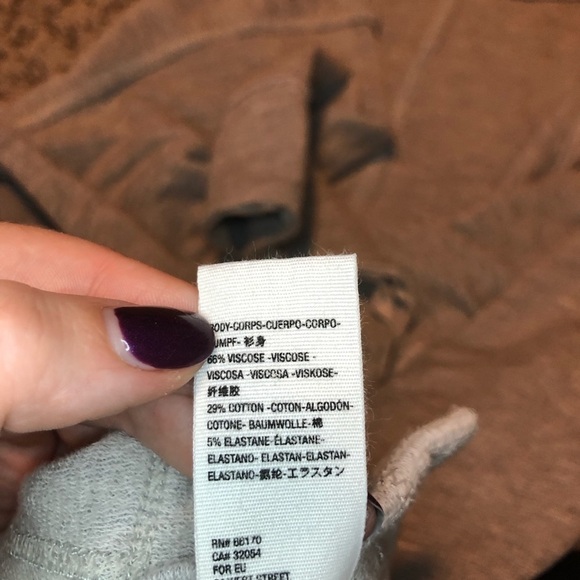 BODY-CORPS-CUERPO-CORPO-
RUMPF- 衫身
66% VISCOSE -VISCOSE -
VISCOSA -VISCOSA -VISKOSE-
纤维胶
29% COTTON -COTON-ALGODÓN-
COTONE- BAUMWOLLE- 棉
5% ELASTANE-ÉLASTANE-
ELASTANO- ELASTAN-ELASTAN-
ELASTANO-氨纶-エラスタン
RN# 66170
CA# 32054
FOR EU
STREET